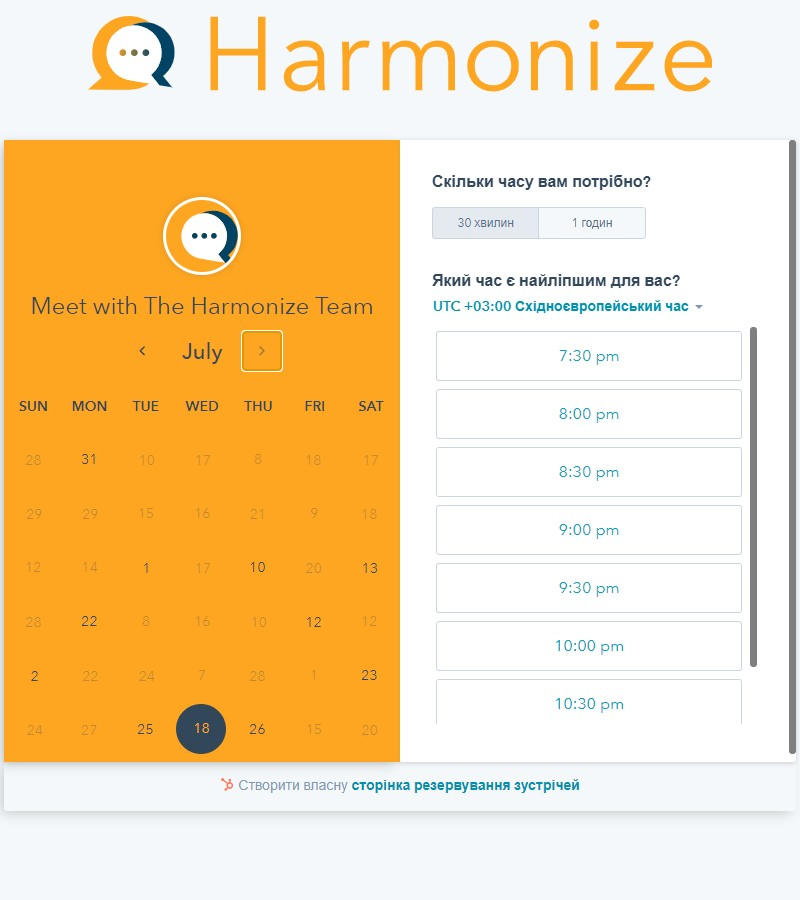 Harmonize
Meet with The Harmonize Team
July
SUN MON TUE WED THU FRI SAT
28 31 10 17 8 18 17
29 29 15 16 21 9 18
12 14 1 17 10 20 13
28 22 8 16 10 12 12
2 22 24 7 28 1 23
24 27 25 18 26 15 20
Скільки часу вам потрібно?
30 хвилин 1 годин
Який час є найліпшим для вас?
UTC +03:00 Східноєвропейський час
7:30 pm
8:00 pm
8:30 pm
9:00 pm
9:30 pm
10:00 pm
10:30 pm
Створити власну сторінка резервування зустрічей